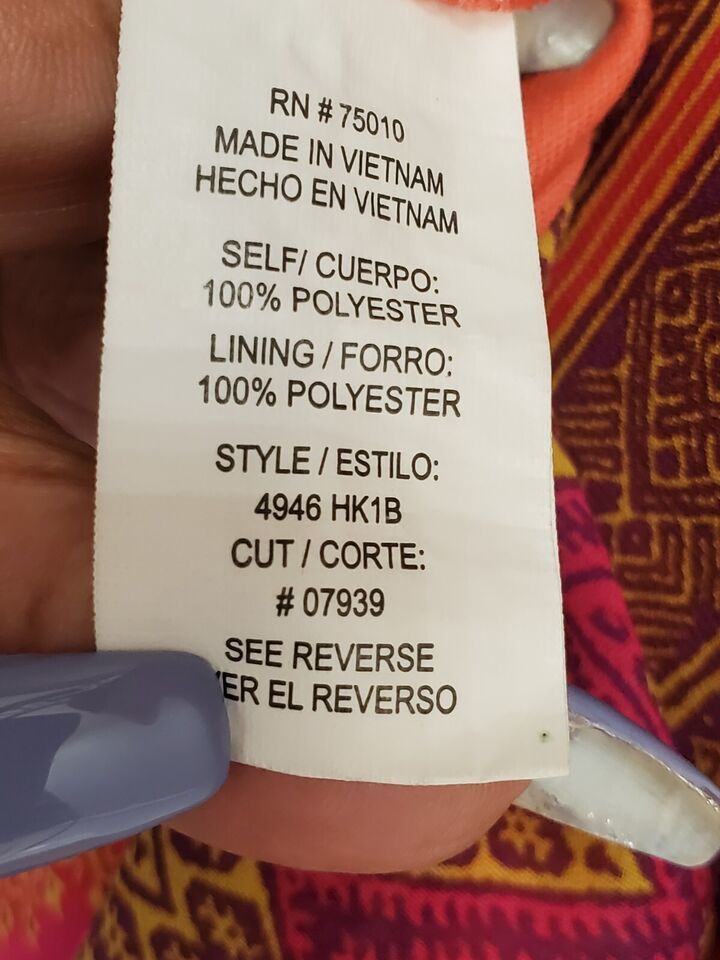 RN # 75010
MADE IN VIETNAM
HECHO EN VIETNAM
SELF/ CUERPO:
100% POLYESTER
LINING / FORRO:
100% POLYESTER
STYLE / ESTILO:
4946 HK1B
CUT / CORTE:
# 07939
SEE REVERSE
ER EL REVERSO